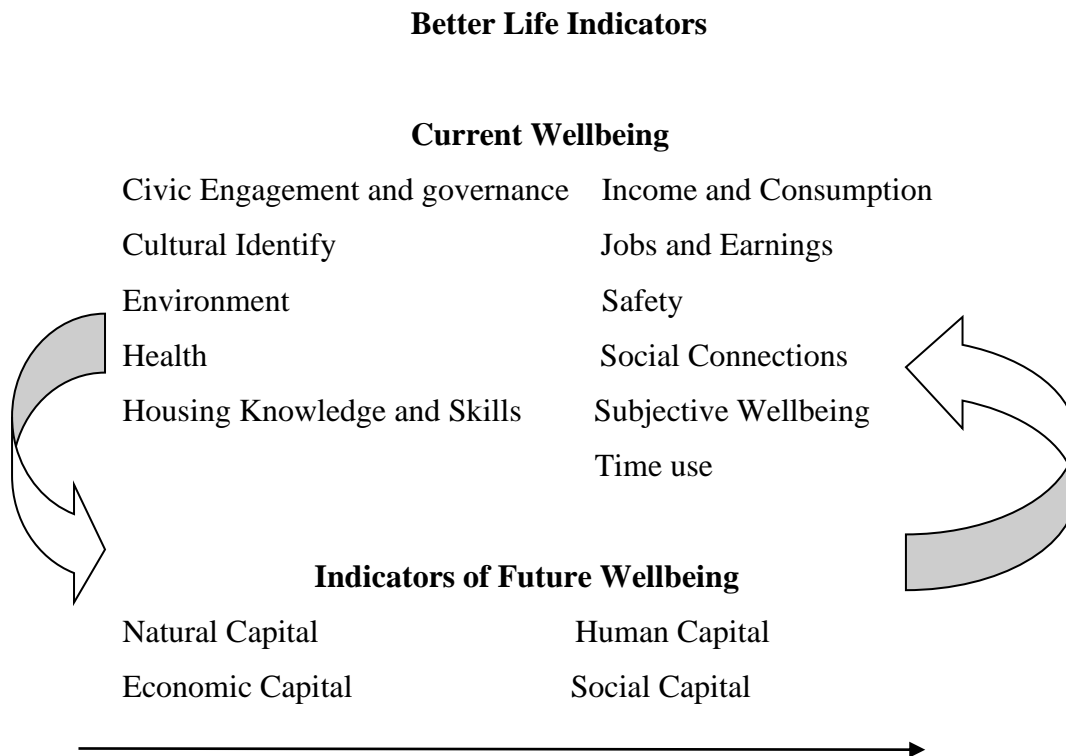 Better Life Indicators
Current Wellbeing
Civic Engagement and governance Income and Consumption
Cultural Identify Jobs and Earnings
Environment Safety
Health Social Connections
Housing Knowledge and Skills Subjective Wellbeing
Time use
Indicators of Future Wellbeing
Natural Capital Human Capital
Economic Capital Social Capital